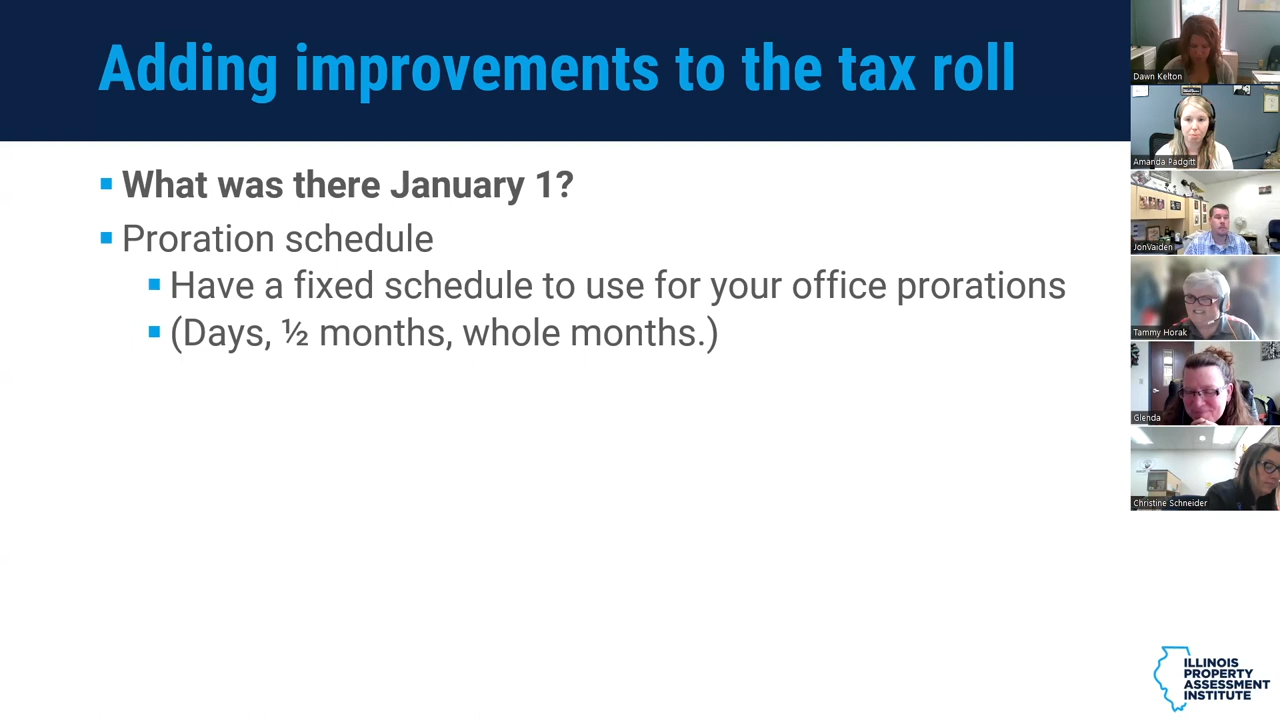 Adding improvements to the tax roll
What was there January 1?
Proration schedule
Have a fixed schedule to use for your office prorations
(Days, ½ months, whole months.)
Dawn Kelton
Amanda Padgitt
JonVaiden
Tammy Horak
Glenda
Christine Schneider
ILLINOIS
PROPERTY
ASSESSMENT
INSTITUTE